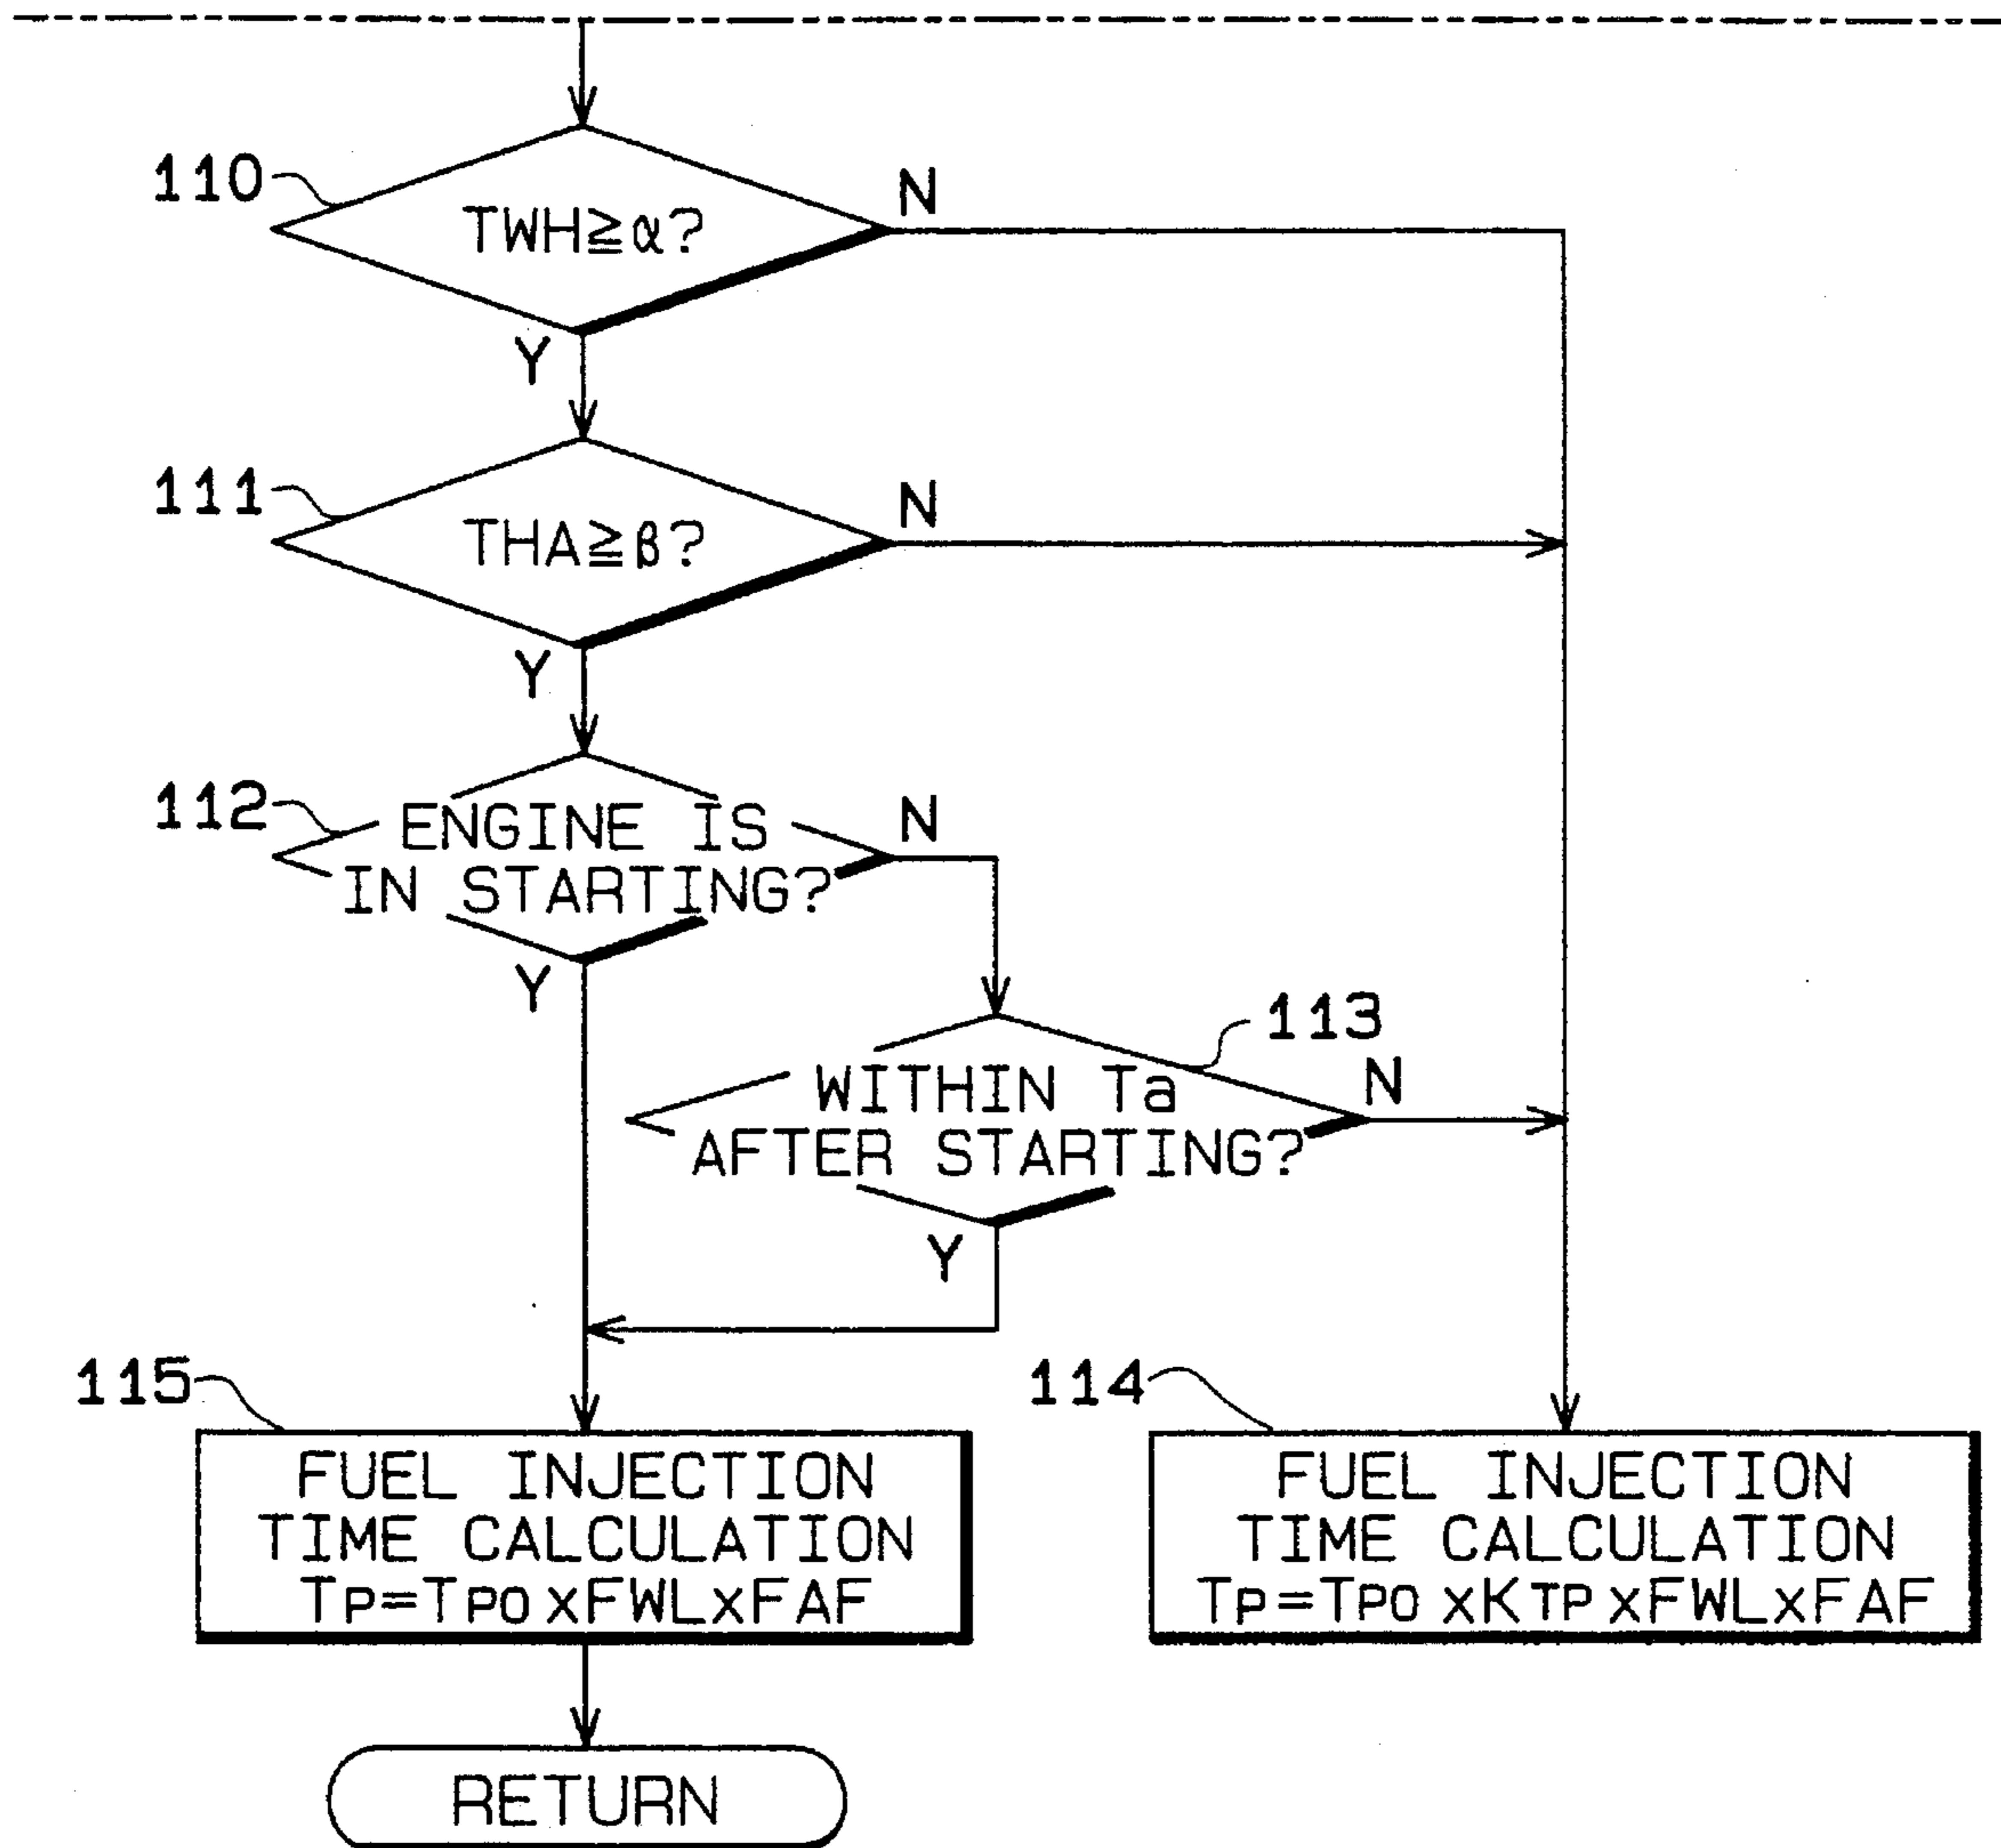 110
TWH≧α?
N
Y
111
THA≧β?
N
Y
112
ENGINE IS
IN STARTING?
N
Y
113
WITHIN Ta
AFTER STARTING?
N
Y
115
FUEL INJECTION
TIME CALCULATION
TP=TPO×FWL×FAF
114
FUEL INJECTION
TIME CALCULATION
TP=TPO×KTP×FWL×FAF
RETURN